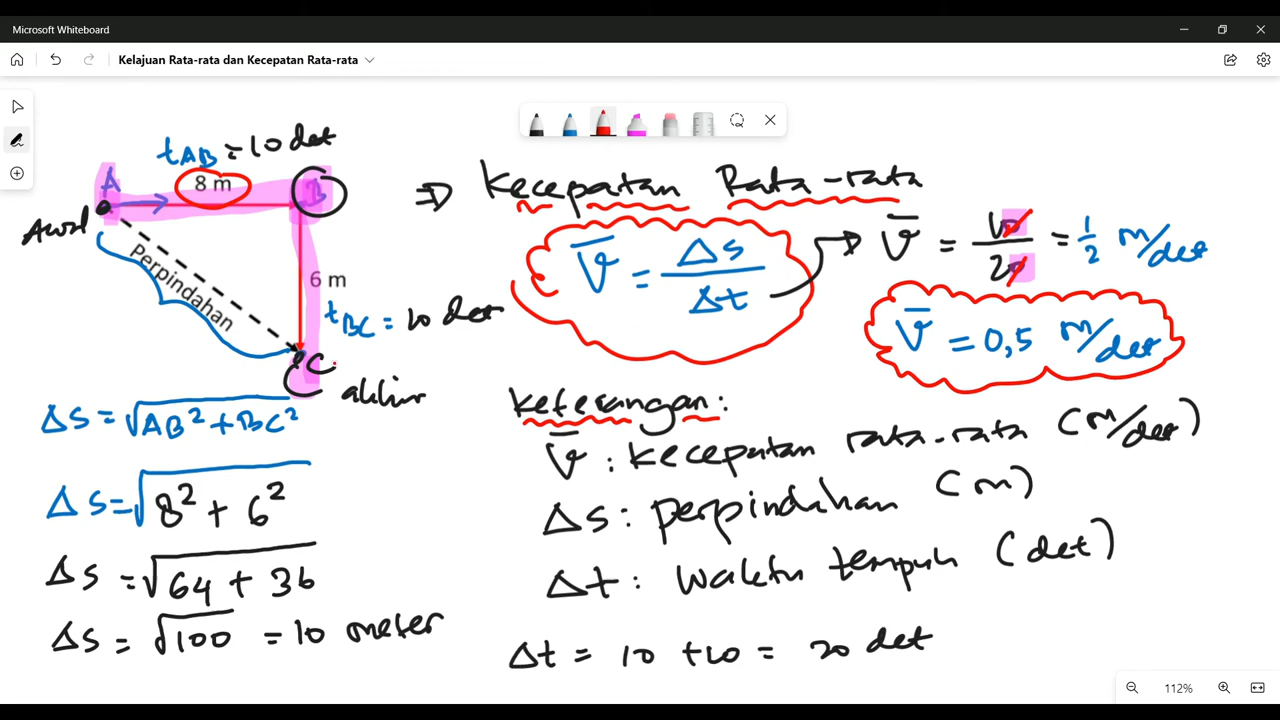 Microsoft Whiteboard
Kelajuan Rata-rata dan Kecepatan Rata-rata
tAB = 10 det
A
8 m
B
Awal
Perpindahan
6 m
tBC = 10 det
C
akhir
Δs = √AB² + BC²
Δs = √8² + 6²
Δs = √64 + 36
Δs = √100 = 10 meter
⇒ Kecepatan Rata-rata
v̅ = Δs / Δt
v̅ = 10 / 20 = 1/2 m/det
v̅ = 0,5 m/det
Keterangan:
v̅ : Kecepatan rata-rata (m/det)
Δs : perpindahan (m)
Δt : Waktu tempuh (det)
Δt = 10 + 10 = 20 det
112%